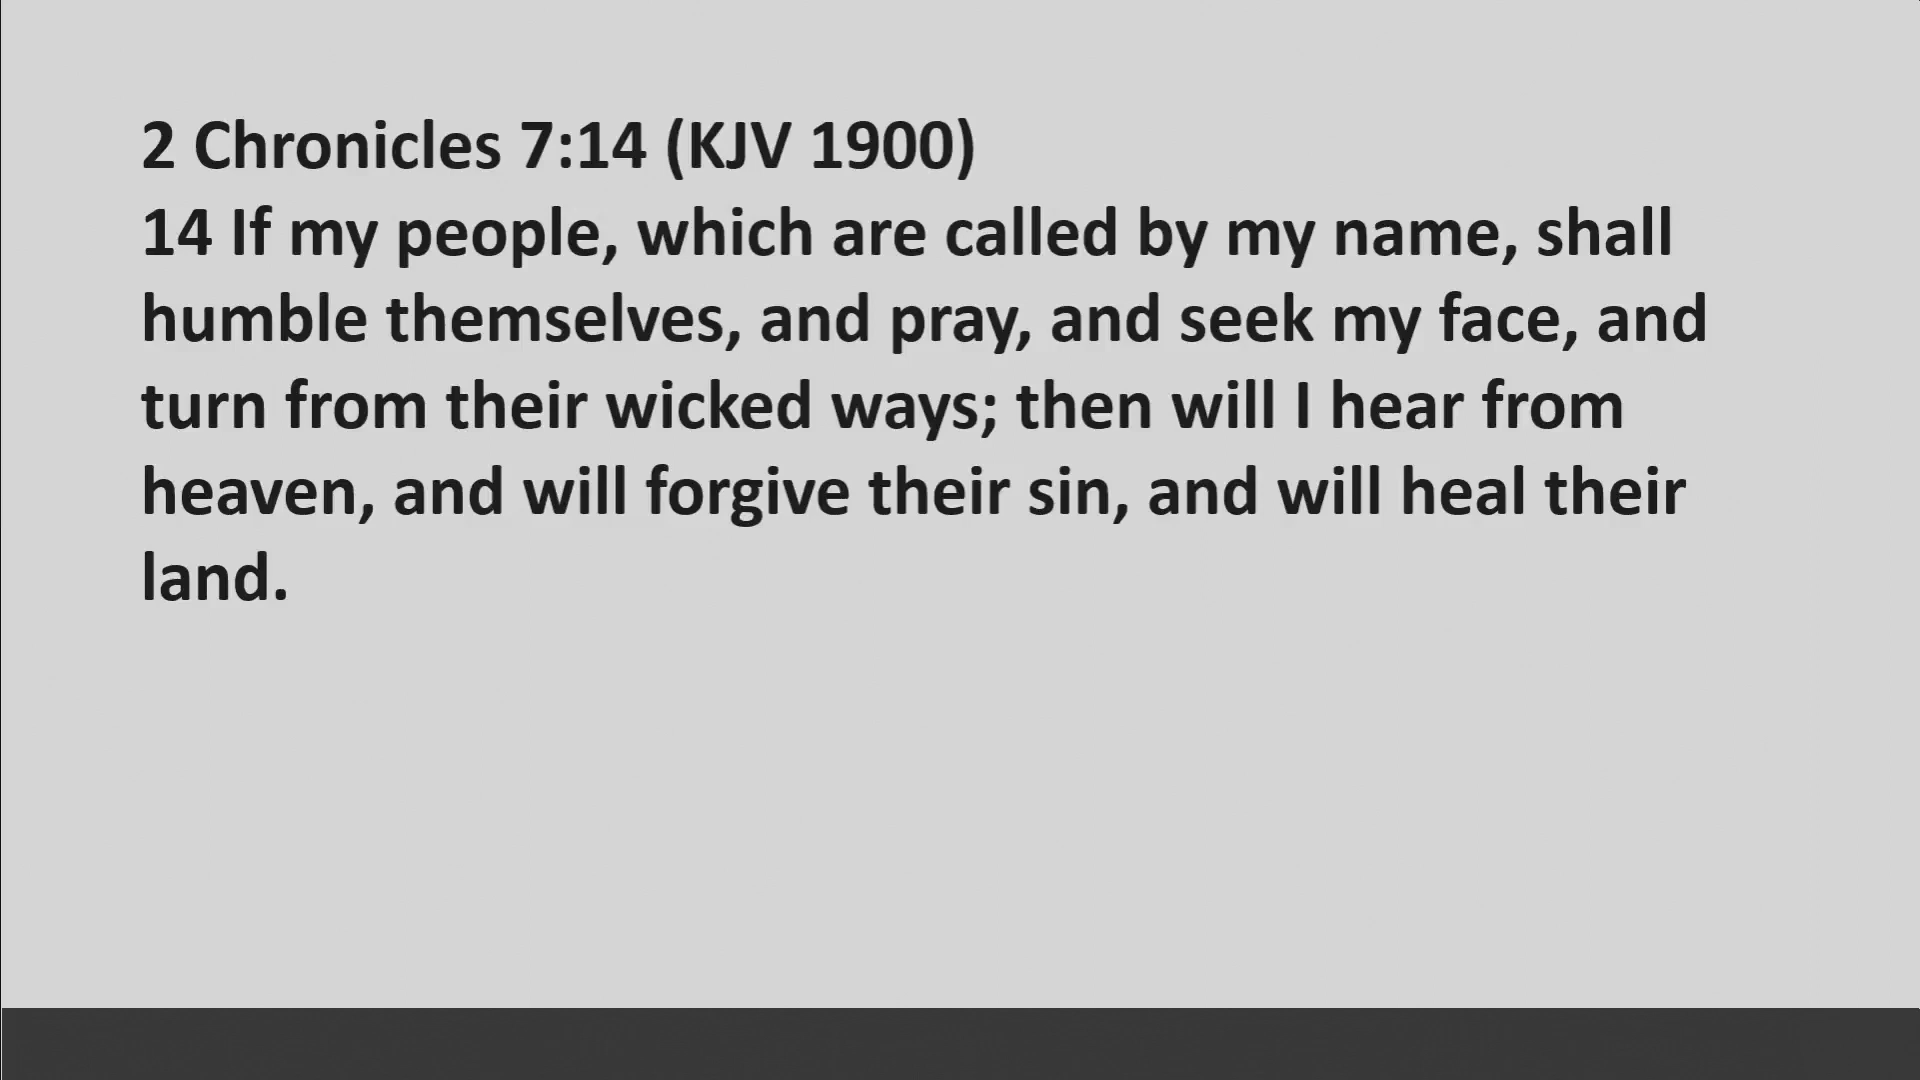 2 Chronicles 7:14 (KJV 1900)
14 If my people, which are called by my name, shall
humble themselves, and pray, and seek my face, and
turn from their wicked ways; then will I hear from
heaven, and will forgive their sin, and will heal their
land.